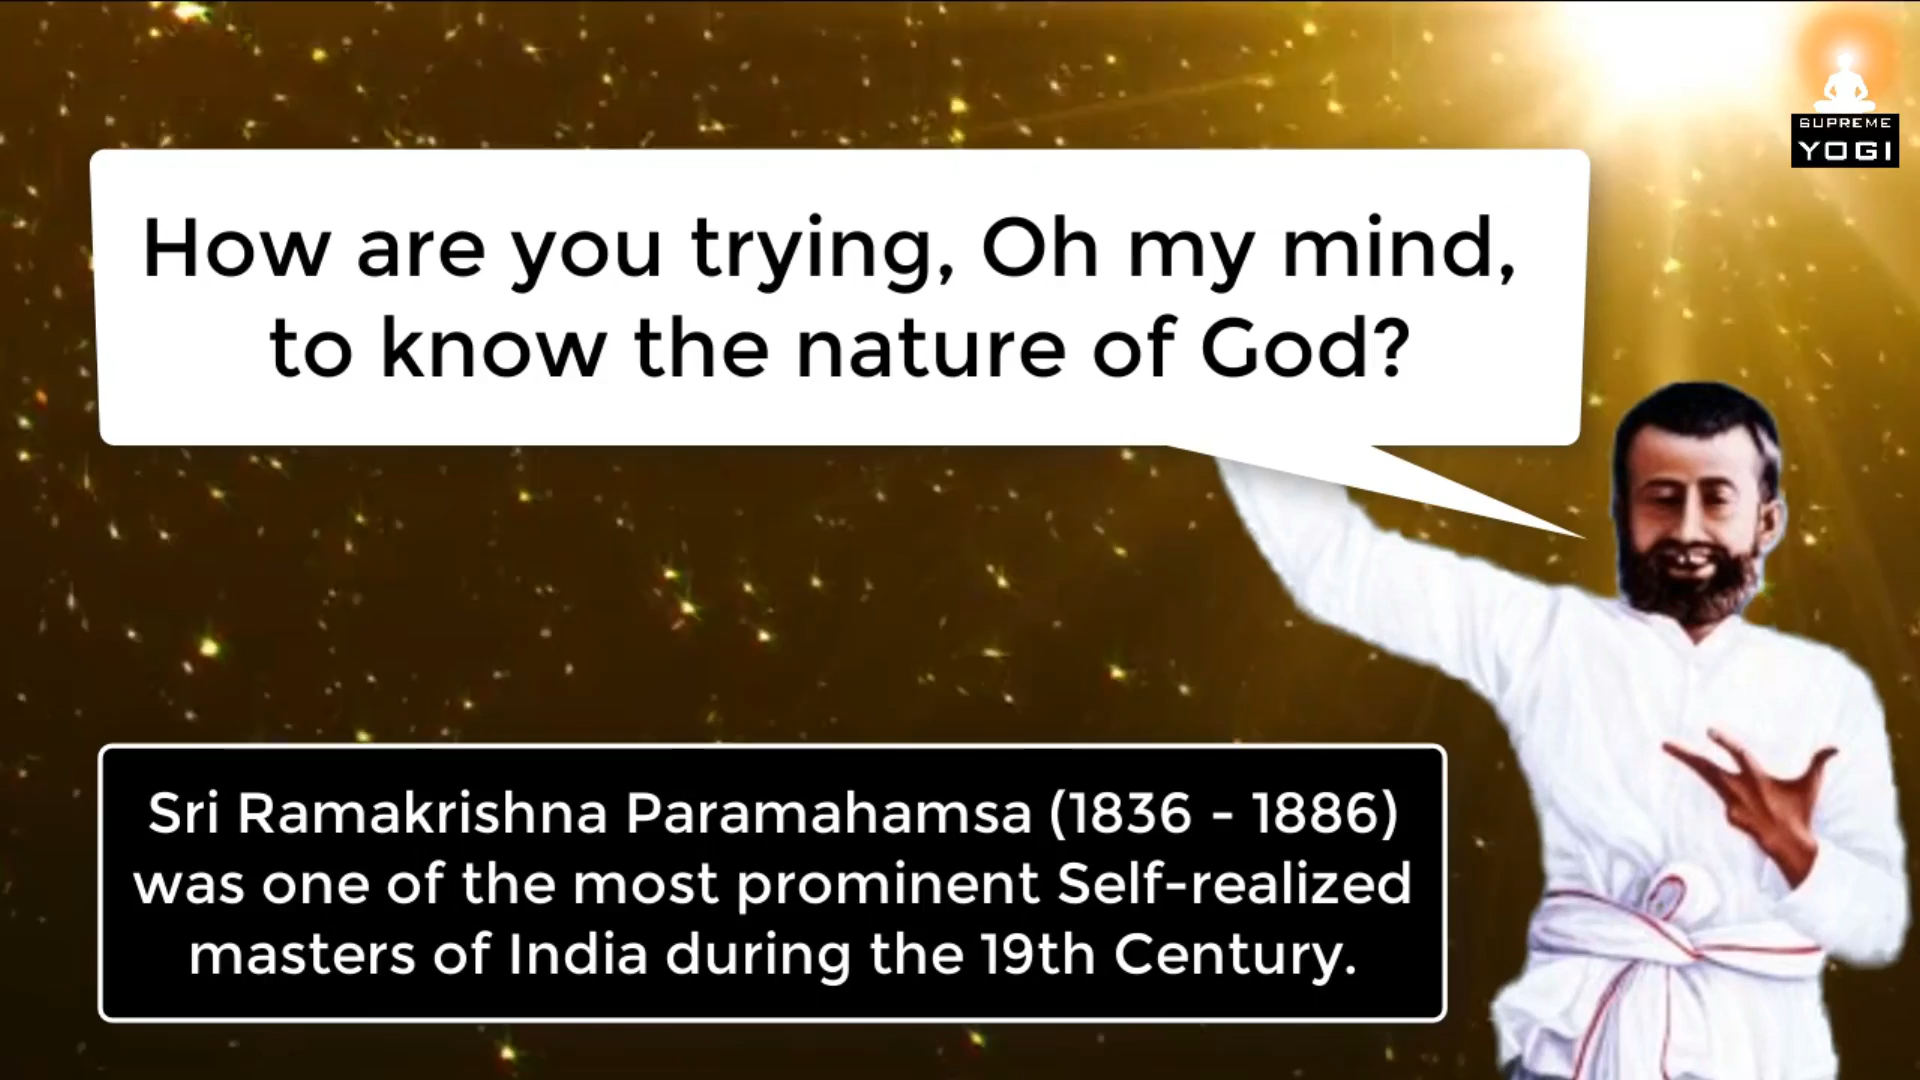 SUPREME
YOGI
How are you trying, Oh my mind,
to know the nature of God?
Sri Ramakrishna Paramahamsa (1836 - 1886)
was one of the most prominent Self-realized
masters of India during the 19th Century.